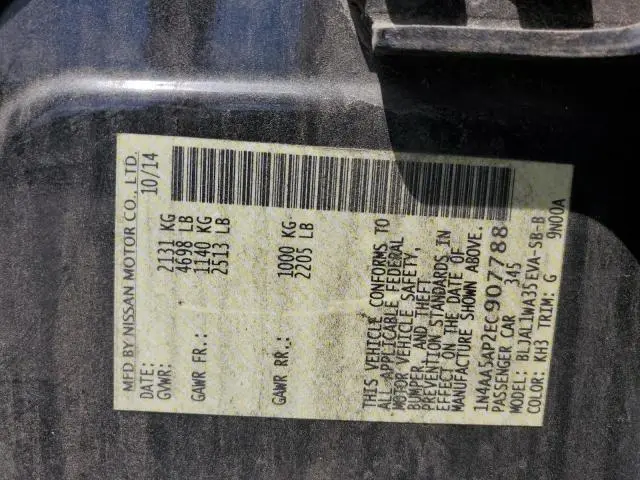 MFD BY NISSAN MOTOR CO., LTD.
DATE: 10/14
GVWR: 2131 KG
4698 LB
GAWR FR.: 1140 KG
2513 LB
GAWR RR.: 1000 KG
2205 LB
THIS VEHICLE CONFORMS TO
ALL APPLICABLE FEDERAL
MOTOR VEHICLE SAFETY,
BUMPER, AND THEFT
PREVENTION STANDARDS IN
EFFECT ON THE DATE OF
MANUFACTURE SHOWN ABOVE.
1N4AA5AP2EC907788
PASSENGER CAR 345
MODEL: BLJAL1WA35EVA-SB-B
COLOR: KH3 TRIM: G 9N00A